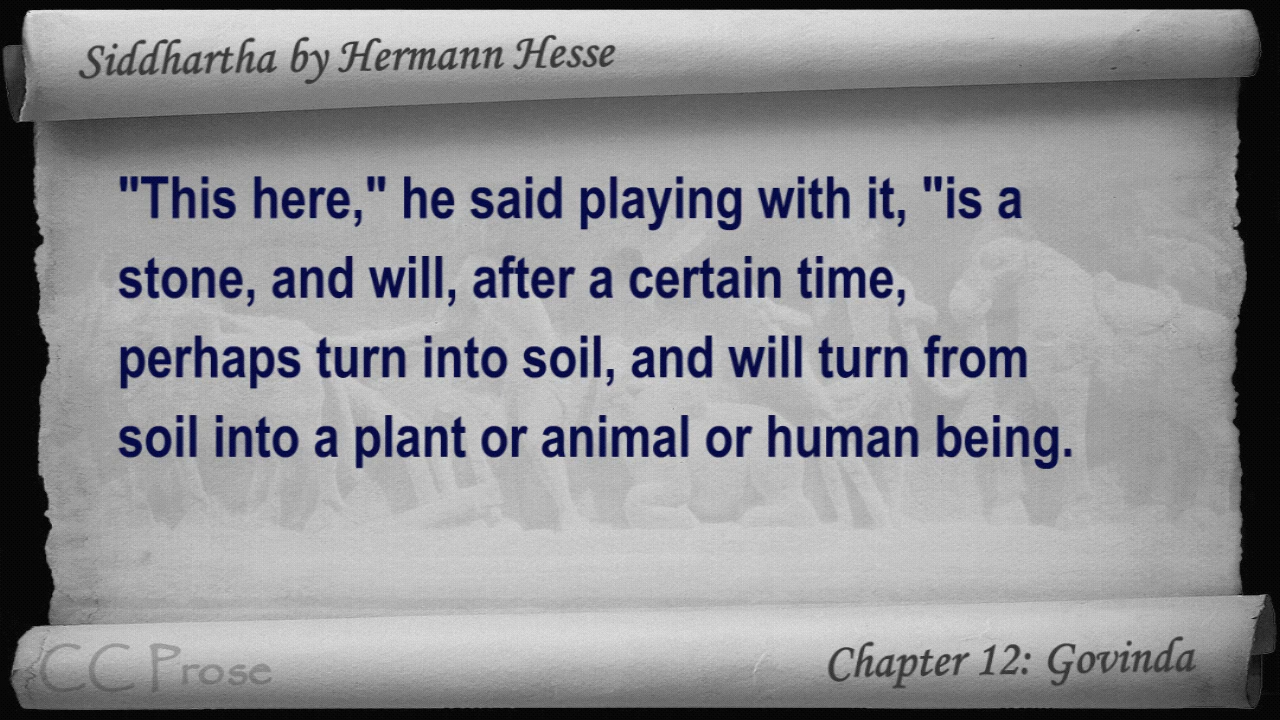 Siddhartha by Hermann Hesse
"This here," he said playing with it, "is a
stone, and will, after a certain time,
perhaps turn into soil, and will turn from
soil into a plant or animal or human being.
CC Prose
Chapter 12: Govinda